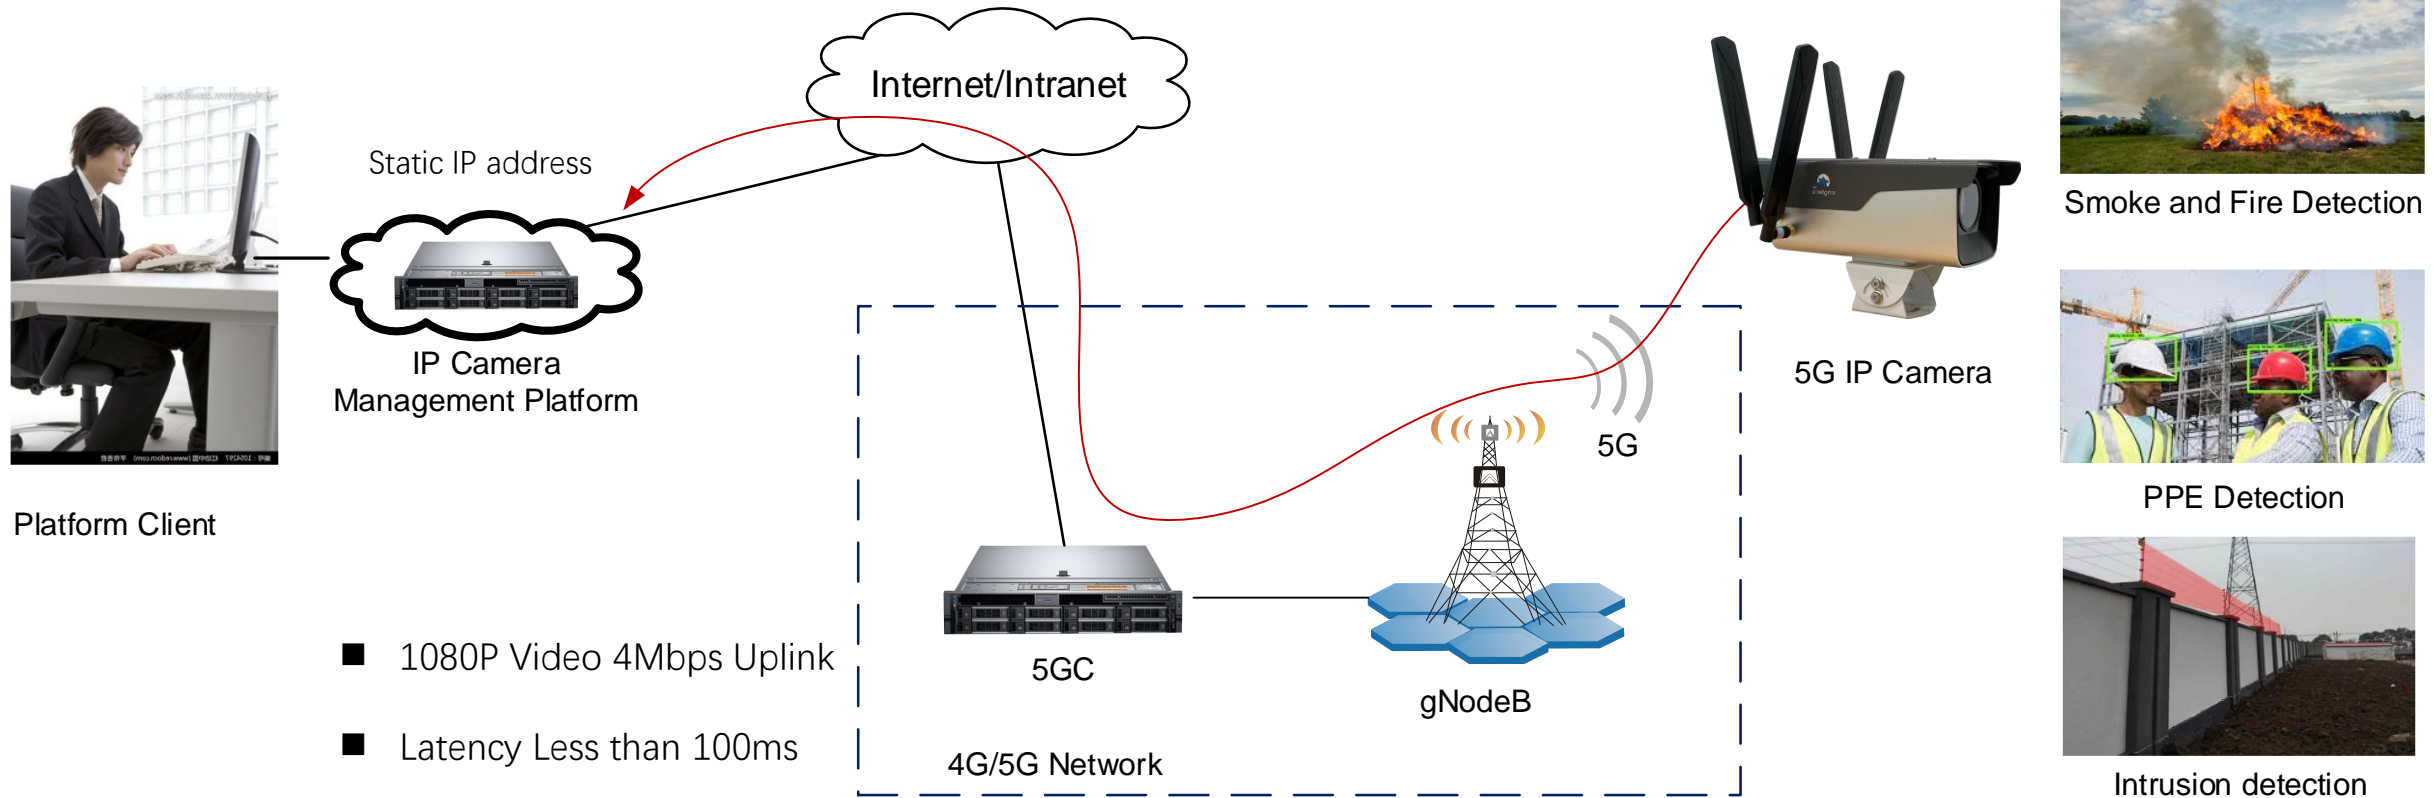 Internet/Intranet
Static IP address
IP Camera
Management Platform
Platform Client
1080P Video 4Mbps Uplink
Latency Less than 100ms
5GC
gNodeB
4G/5G Network
5G
5G IP Camera
Smoke and Fire Detection
PPE Detection
Intrusion detection